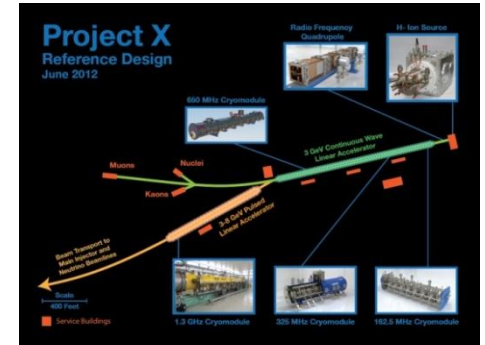 Project X
Reference Design
June 2012
Radio Frequency
Quadrupole
H- Ion Source
650 MHz Cryomodule
3 GeV Continuous Wave
Linear Accelerator
Muons
Nuclei
Kaons
3-8 GeV Pulsed
Linear Accelerator
Beam Transport to
Main Injector and
Neutrino Beamlines
Scale
400 Feet
Service Buildings
1.3 GHz Cryomodule
325 MHz Cryomodule
162.5 MHz Cryomodule